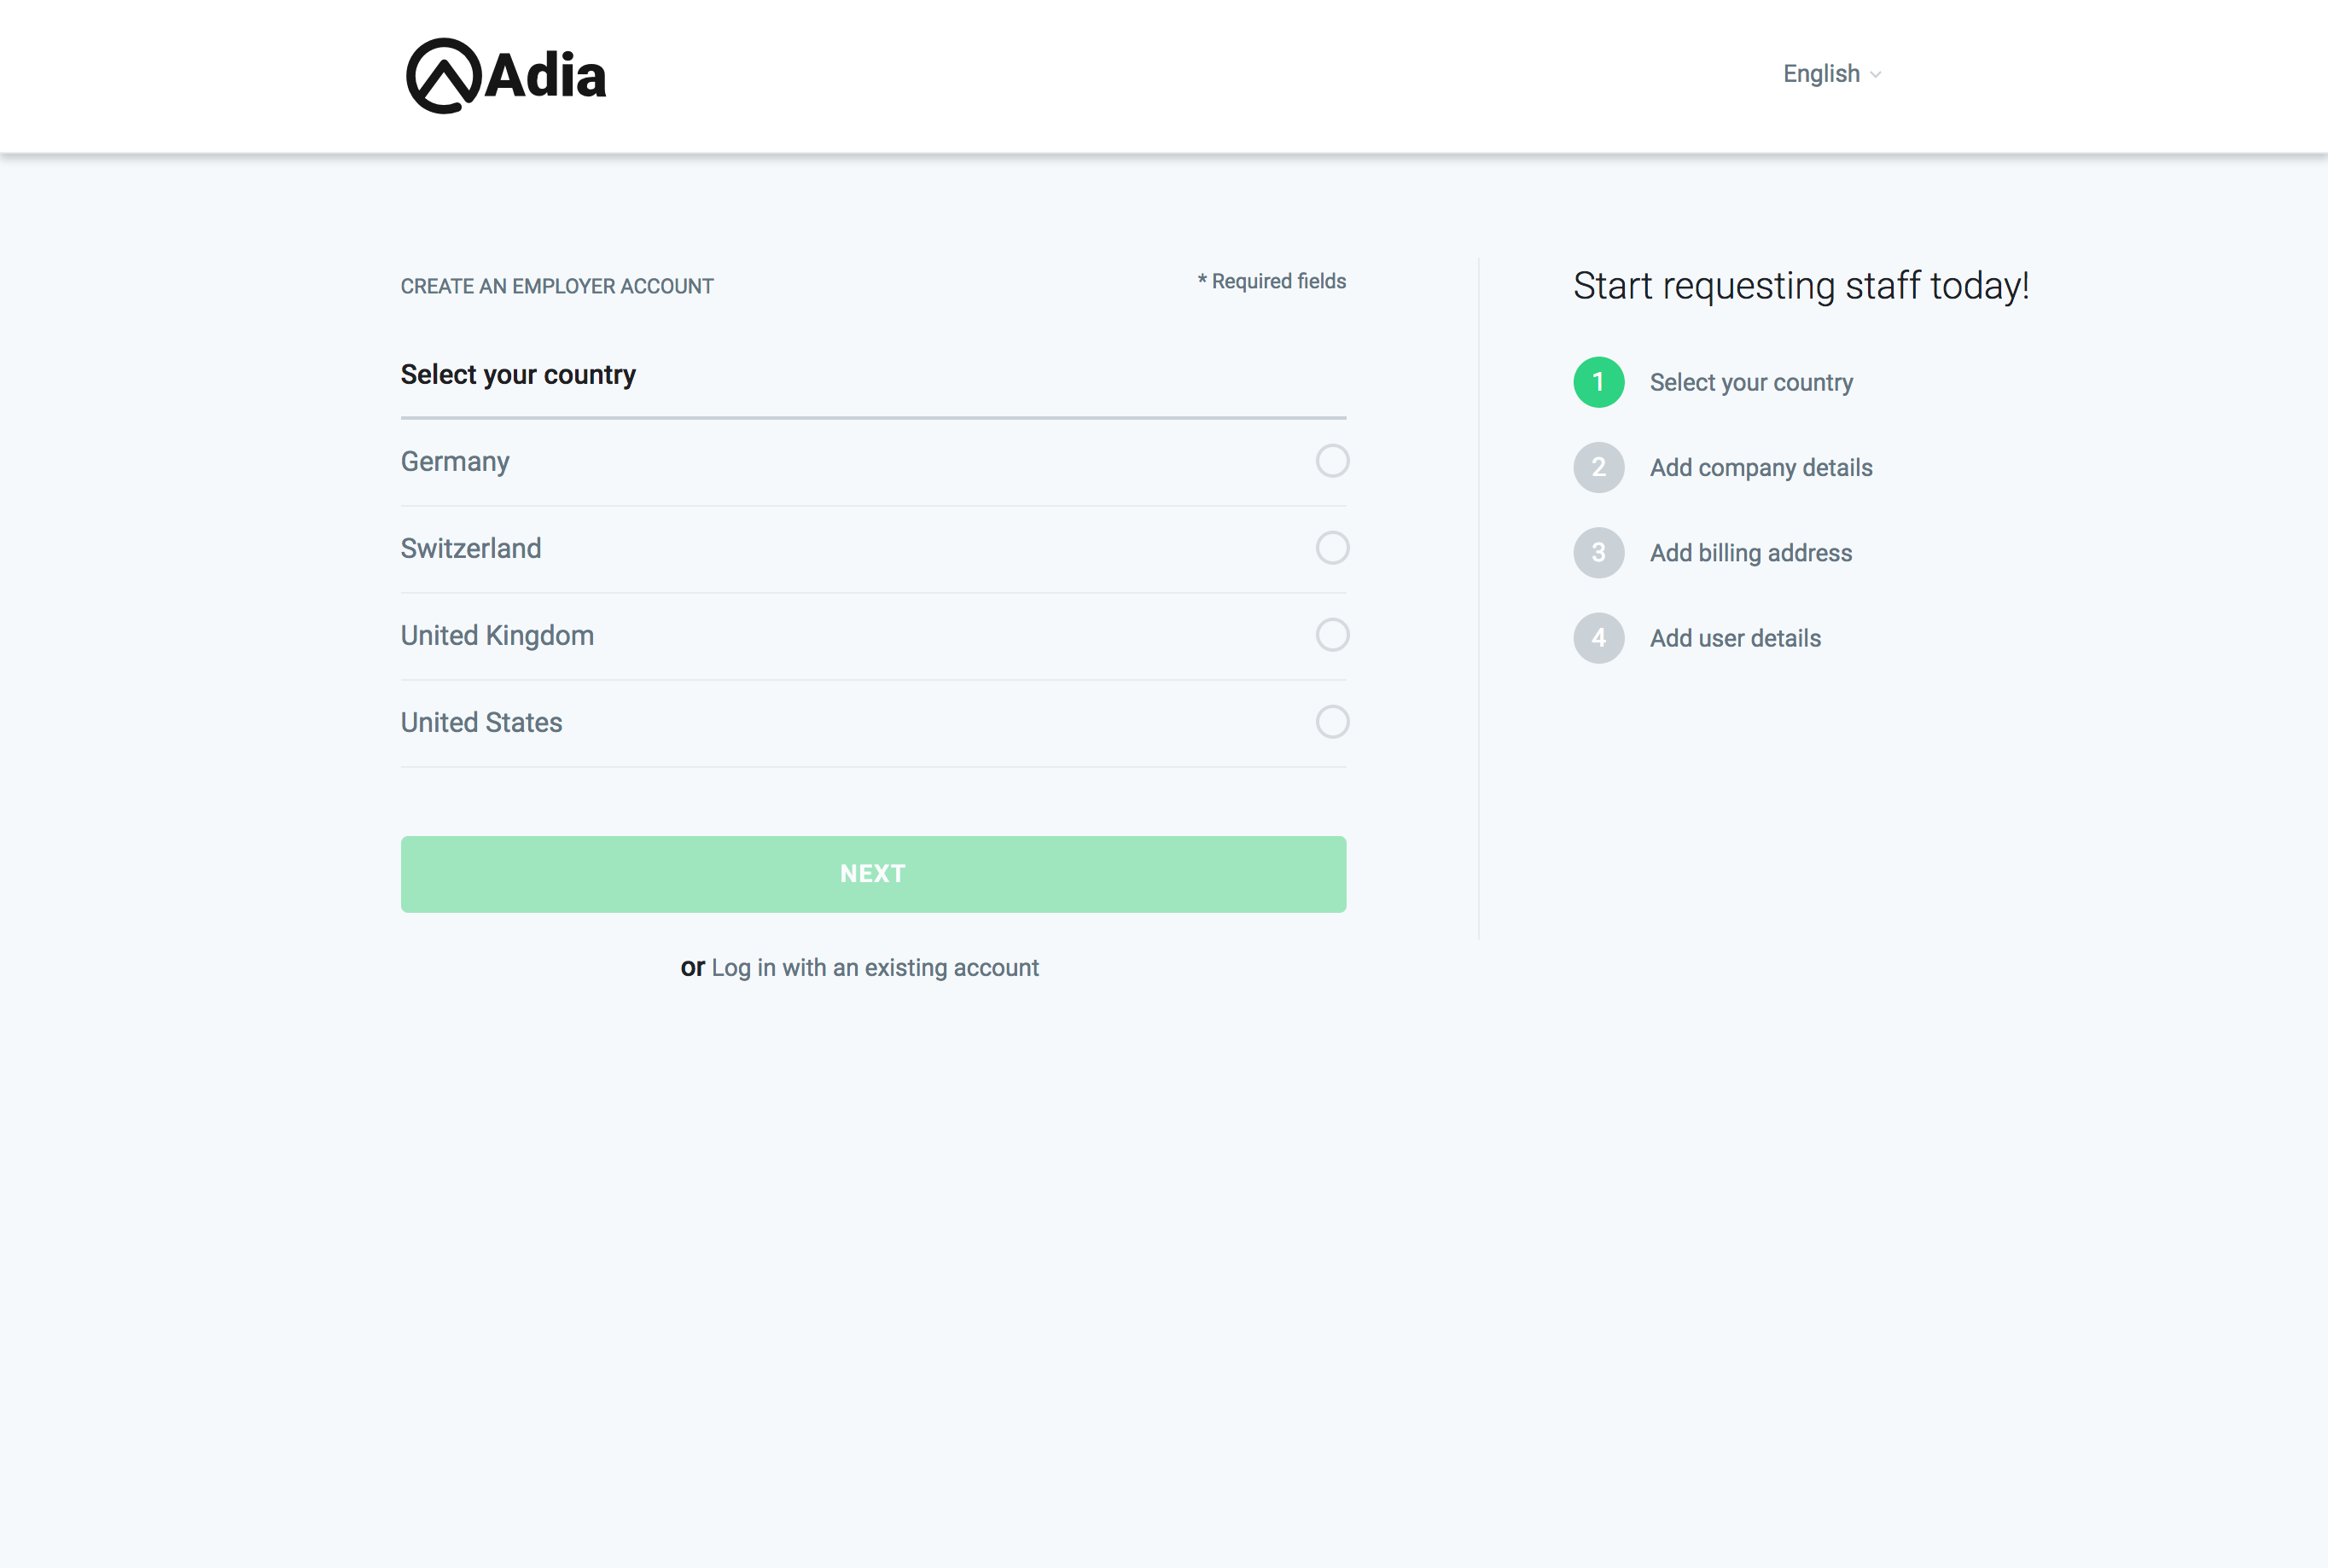 Adia
English
CREATE AN EMPLOYER ACCOUNT
* Required fields
Select your country
Germany
Switzerland
United Kingdom
United States
NEXT
or Log in with an existing account
Start requesting staff today!
1 Select your country
2 Add company details
3 Add billing address
4 Add user details